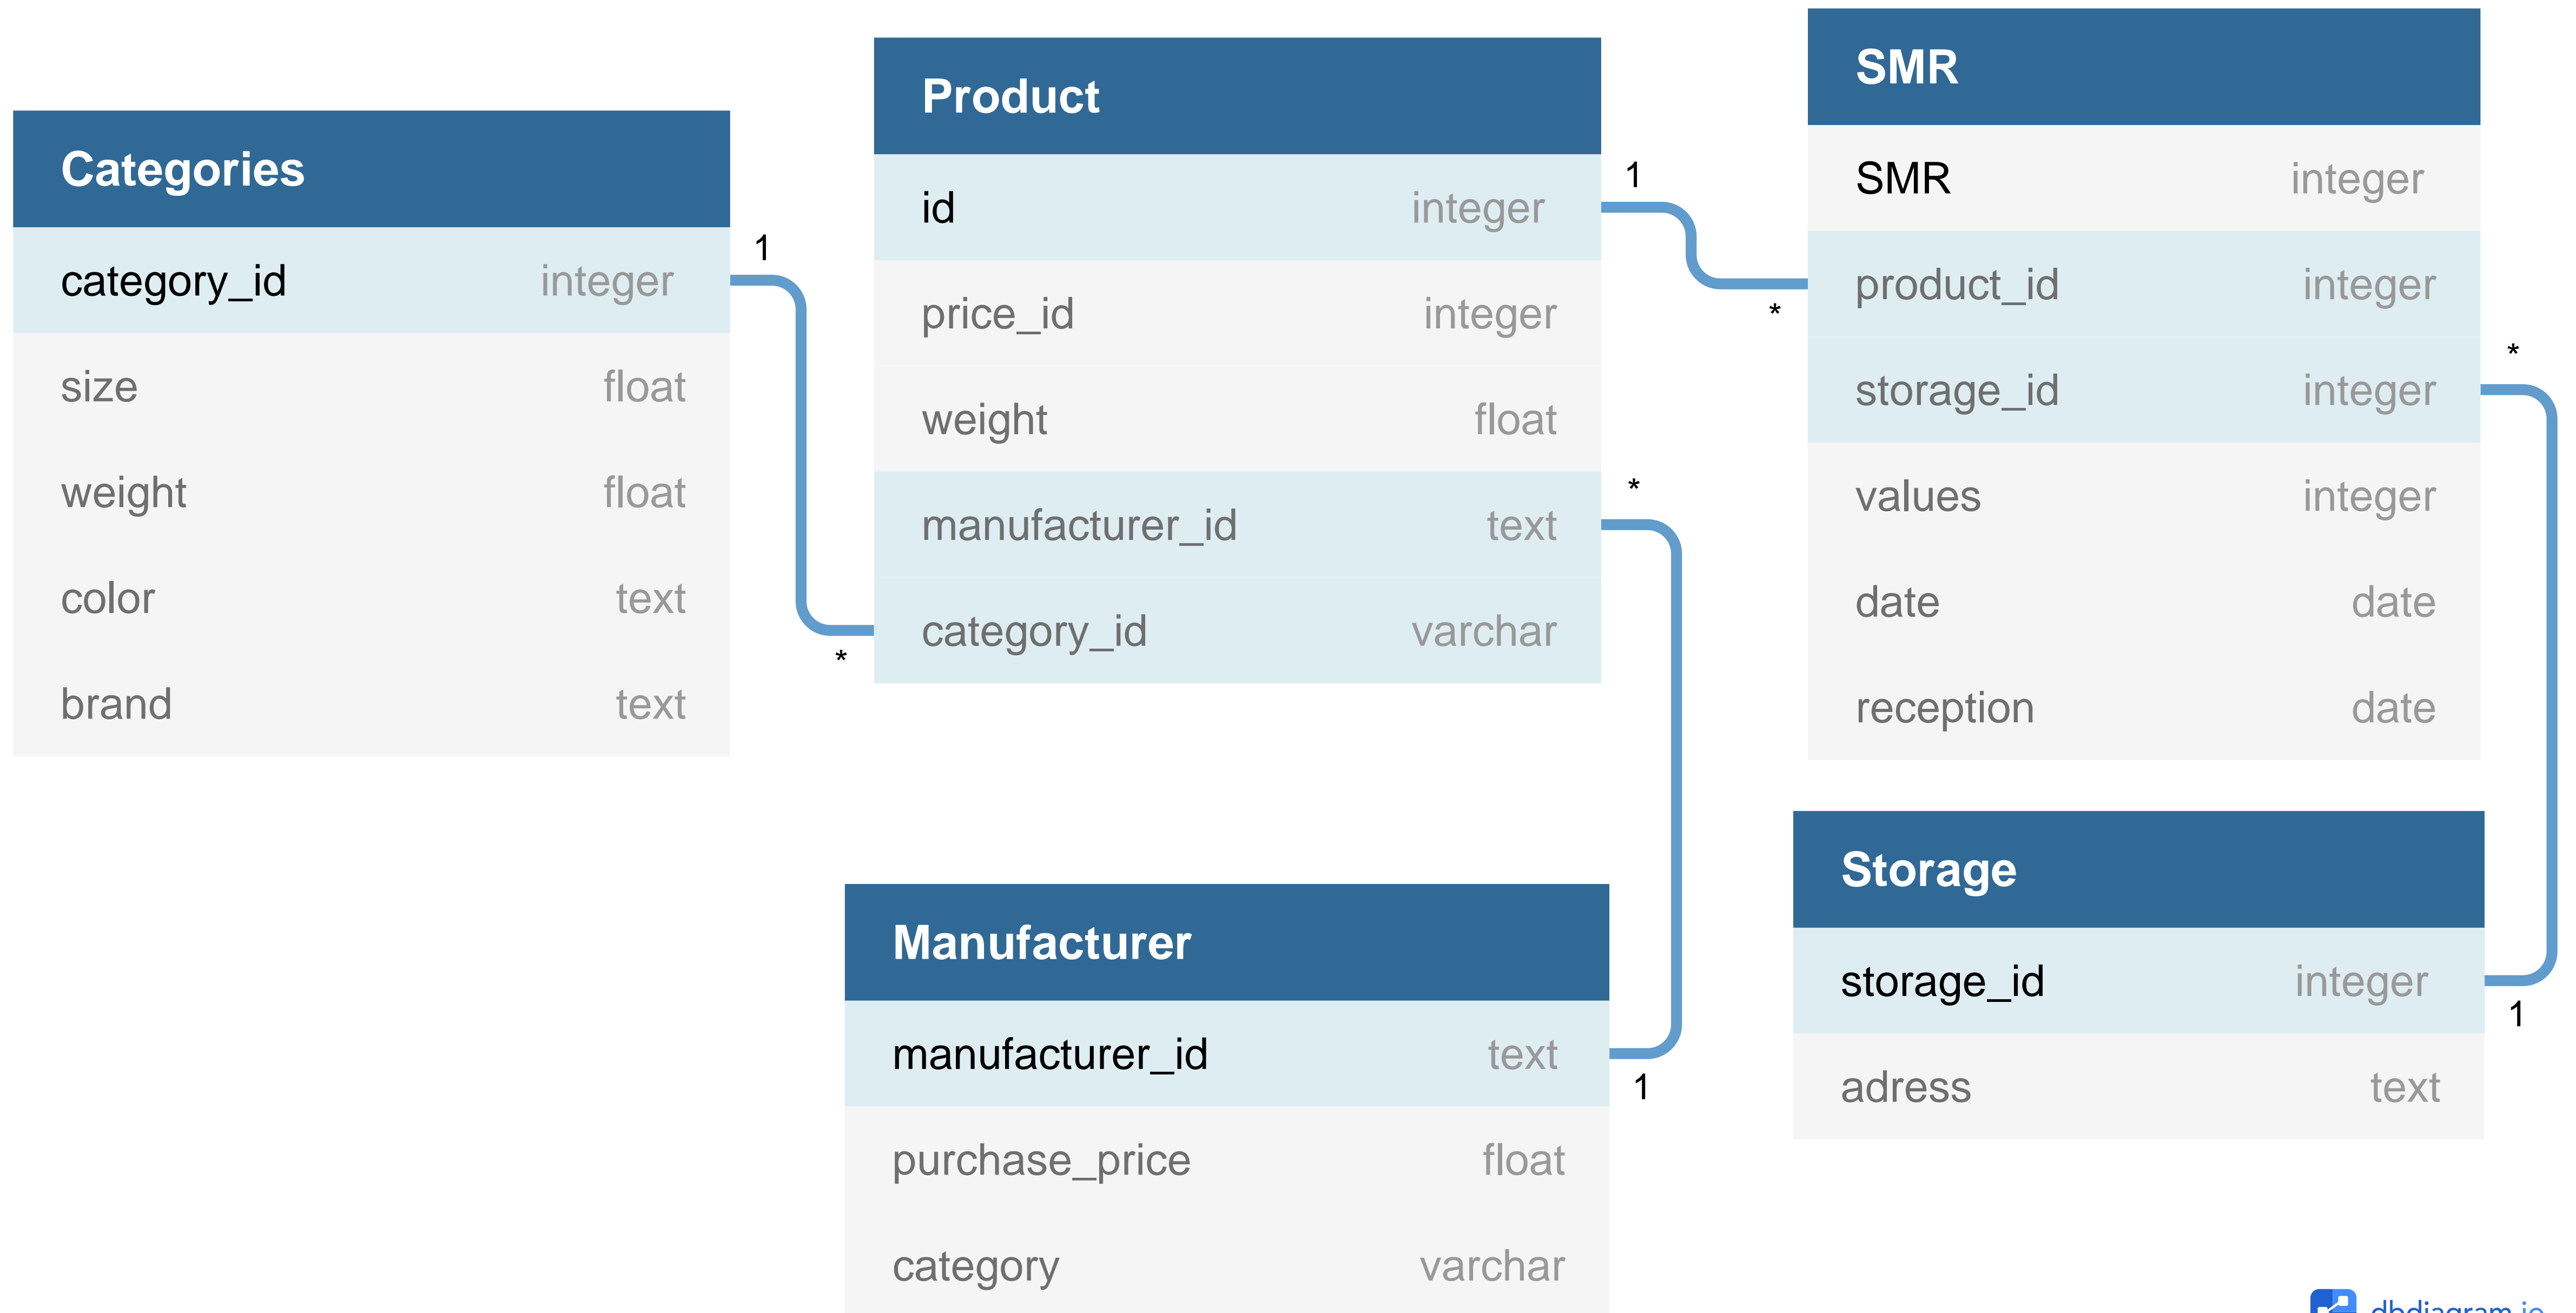 Categories
category_id integer
size float
weight float
color text
brand text
1
*
Product
id integer
price_id integer
weight float
manufacturer_id text
category_id varchar
1
*
*
1
SMR
SMR integer
product_id integer
storage_id integer
values integer
date date
reception date
*
1
Manufacturer
manufacturer_id text
purchase_price float
category varchar
Storage
storage_id integer
adress text
dbdiagram.io